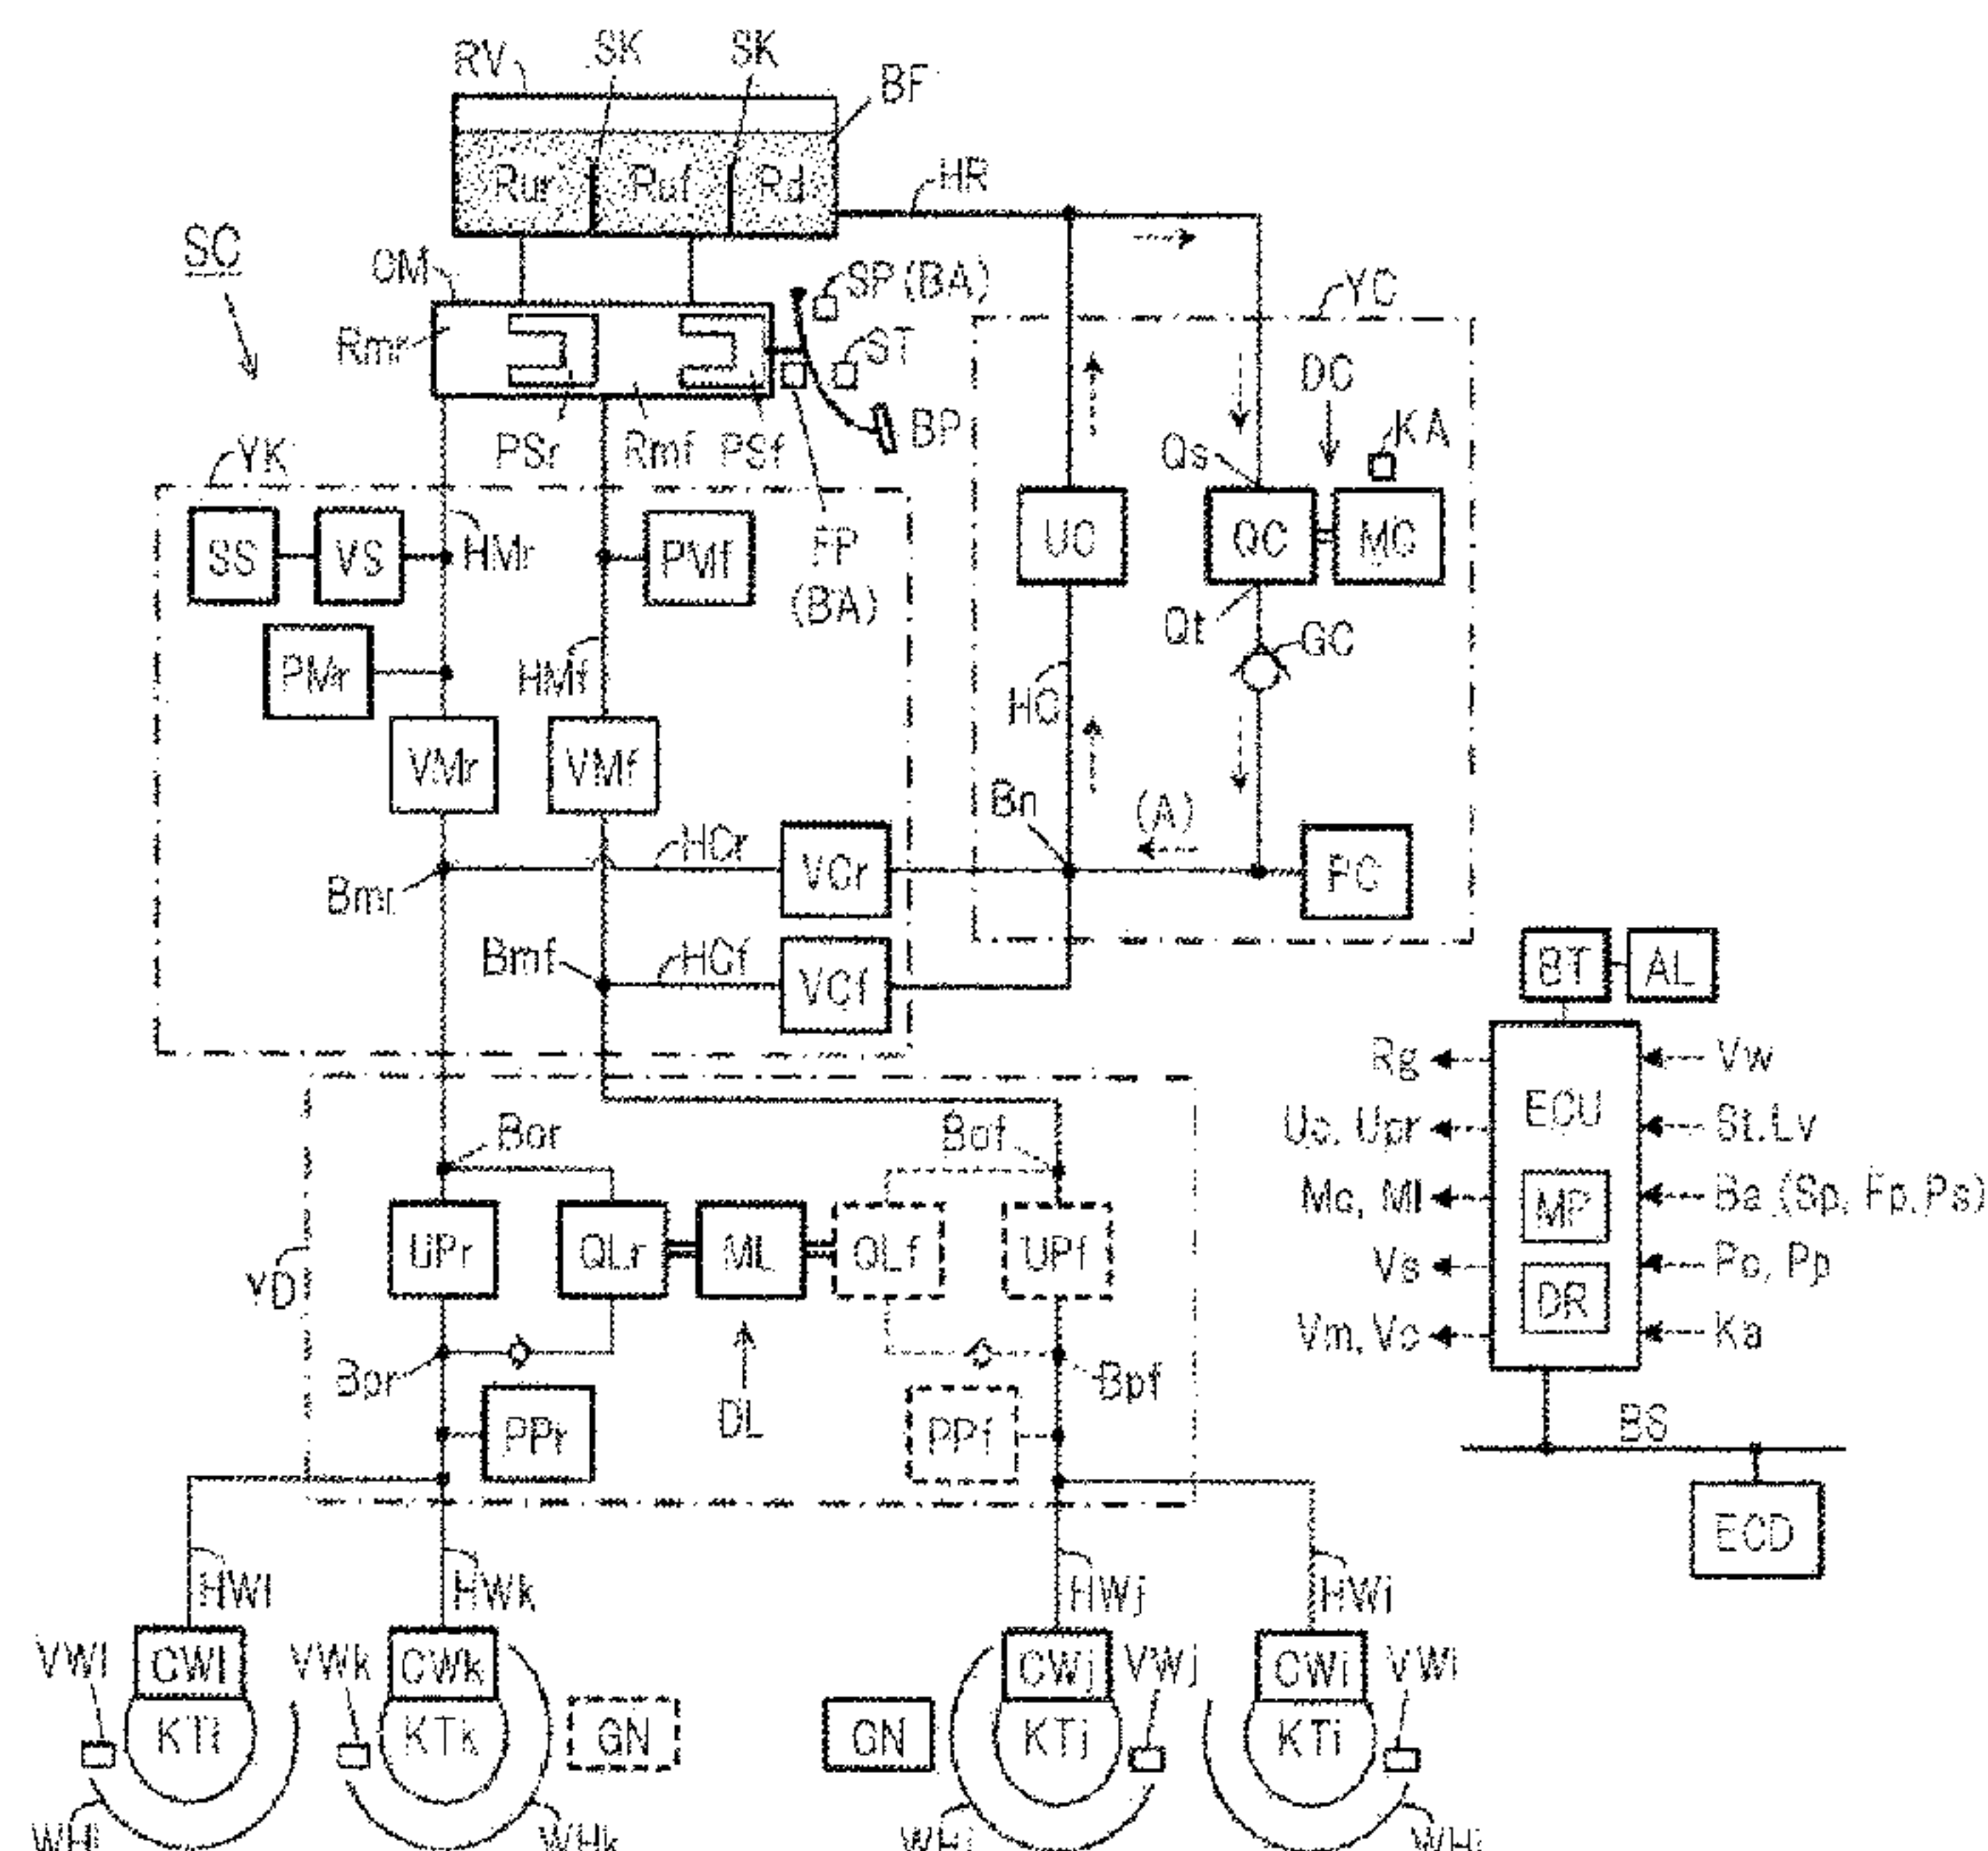 RV
SK
SK
BF
Rur
Ruf
Rd
HR
SC
CM
SP (BA)
YC
Rmr
ST
DC
KA
BP
PSr
Rmf
PSf
Qs
YK
SS
VS
HMr
PMf
FP
(BA)
UC
QC
MC
Qt
GC
PMr
HMf
HC
VMr
VMf
Bn
(A)
HCr
VCr
PC
Bmr
Bmf
HCf
VCf
BT
AL
Rg
Vw
ECU
Bor
Bof
Uc, Upr
St, Lv
UPr
QLr
ML
QLf
UPf
Mc, Ml
MP
Ba (Sp, Fp, Ps)
YD
Vs
DR
Pc, Pp
Vm, Vc
Ka
Bpr
Bpf
DL
PPr
PPf
BS
ECD
HWl
HWk
HWj
HWi
VWl
CWl
VWk
CWk
CWj
VWj
CWi
VWi
KTl
KTk
GN
GN
KTj
KTi
WHl
WHk
WHj
WHi